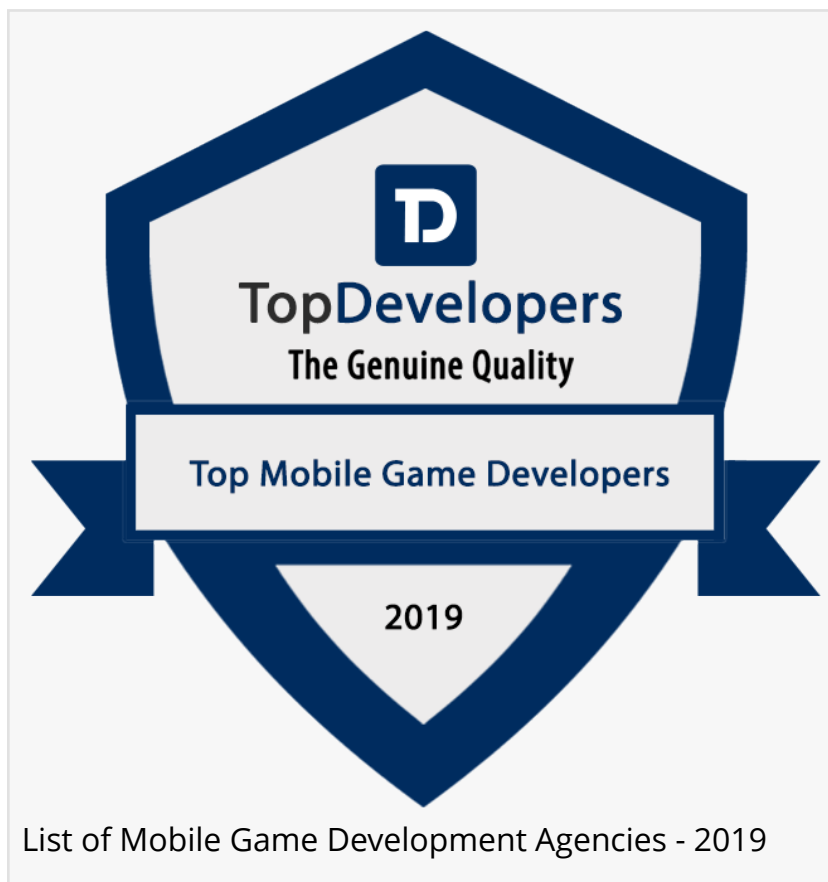 TD
TopDevelopers
The Genuine Quality
Top Mobile Game Developers
2019
List of Mobile Game Development Agencies - 2019